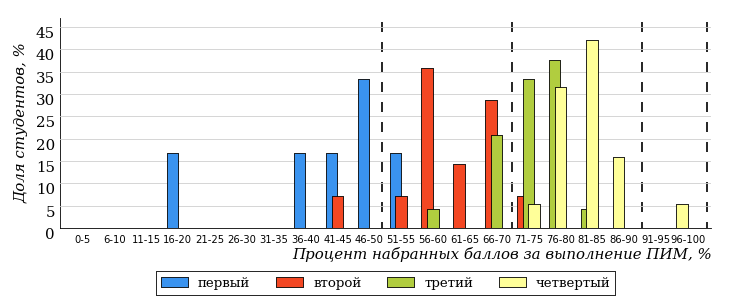 45
40
35
30
25
20
15
10
5
0
Доля студентов, %
0-5 6-10 11-15 16-20 21-25 26-30 31-35 36-40 41-45 46-50 51-55 56-60 61-65 66-70 71-75 76-80 81-85 86-90 91-95 96-100
Процент набранных баллов за выполнение ПИМ, %
первый второй третий четвертый